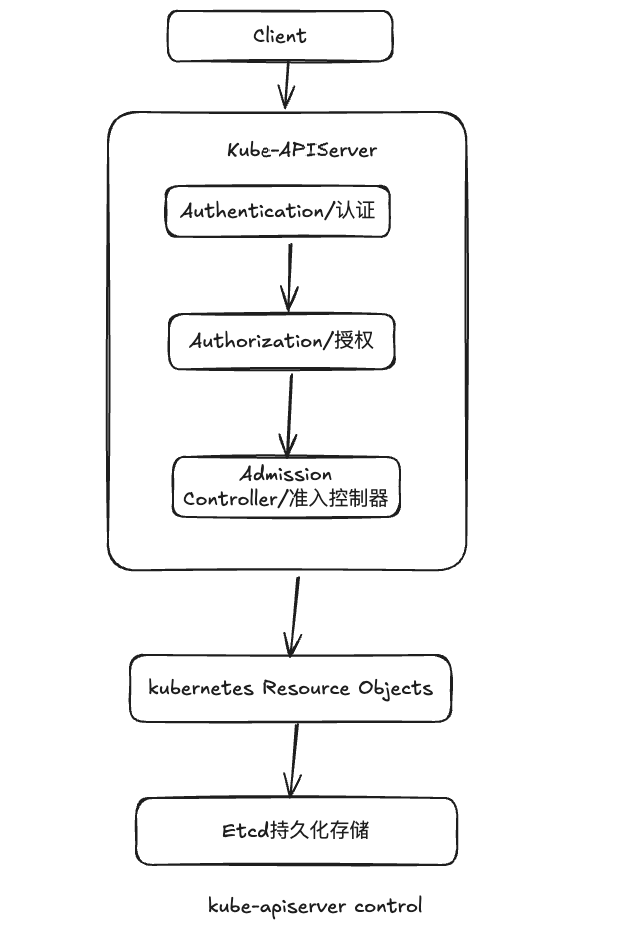 Client
Kube-APIServer
Authentication/认证
Authorization/授权
Admission
Controller/准入控制器
kubernetes Resource Objects
Etcd持久化存储
kube-apiserver control